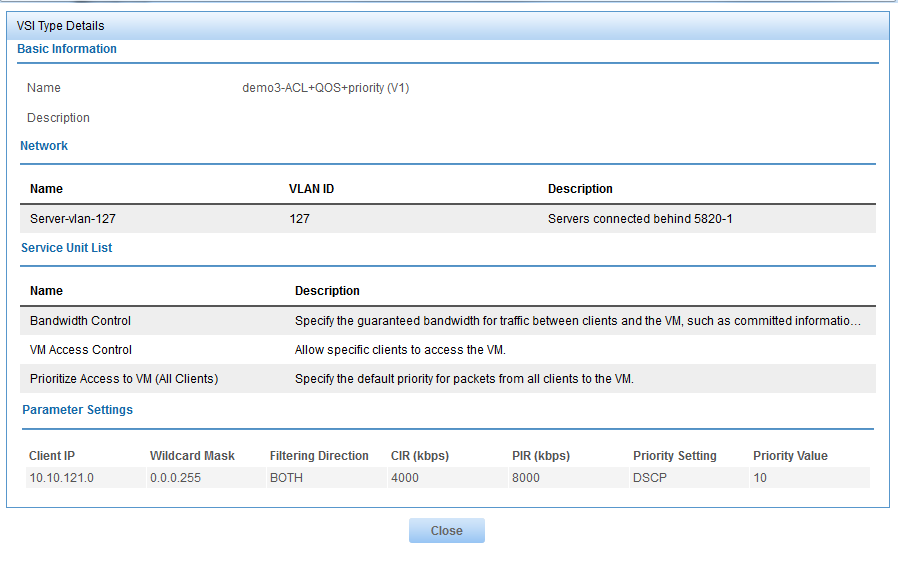 VSI Type Details
Basic Information
Name demo3-ACL+QOS+priority (V1)
Description
Network
Name VLAN ID Description
Server-vlan-127 127 Servers connected behind 5820-1
Service Unit List
Name Description
Bandwidth Control Specify the guaranteed bandwidth for traffic between clients and the VM, such as committed informatio...
VM Access Control Allow specific clients to access the VM.
Prioritize Access to VM (All Clients) Specify the default priority for packets from all clients to the VM.
Parameter Settings
Client IP Wildcard Mask Filtering Direction CIR (kbps) PIR (kbps) Priority Setting Priority Value
10.10.121.0 0.0.0.255 BOTH 4000 8000 DSCP 10
Close